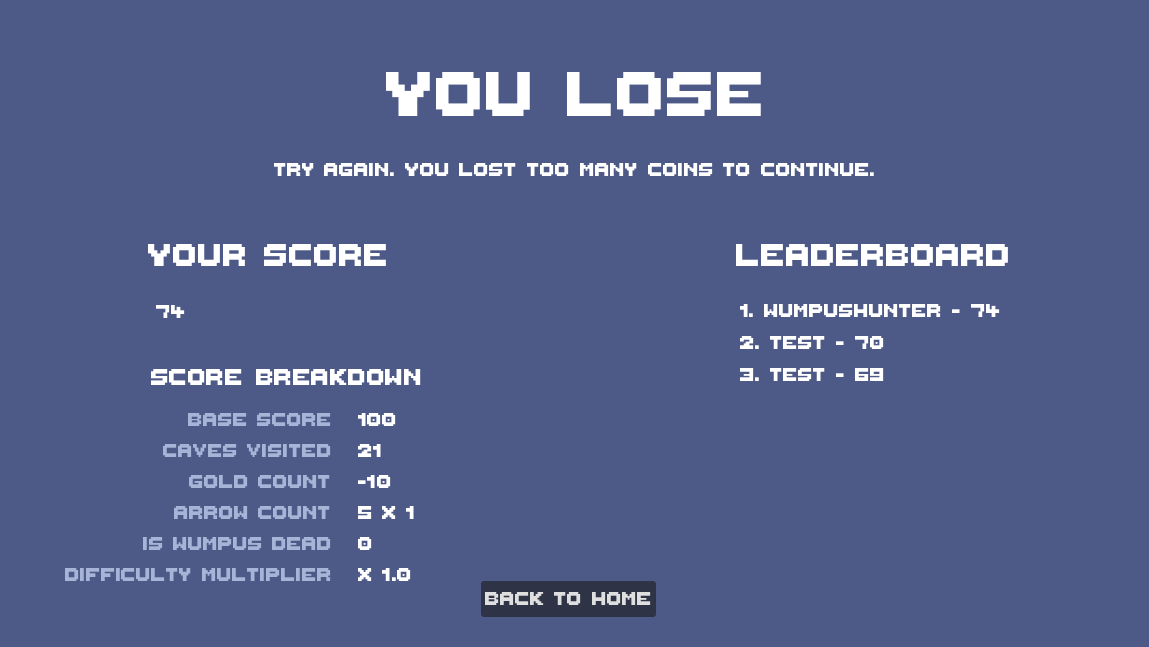 YOU LOSE
TRY AGAIN. YOU LOST TOO MANY COINS TO CONTINUE.
YOUR SCORE
74
SCORE BREAKDOWN
BASE SCORE 100
CAVES VISITED 21
GOLD COUNT -10
ARROW COUNT 5 X 1
IS WUMPUS DEAD 0
DIFFICULTY MULTIPLIER X 1.0
LEADERBOARD
1. WUMPUSHUNTER - 74
2. TEST - 70
3. TEST - 69
BACK TO HOME